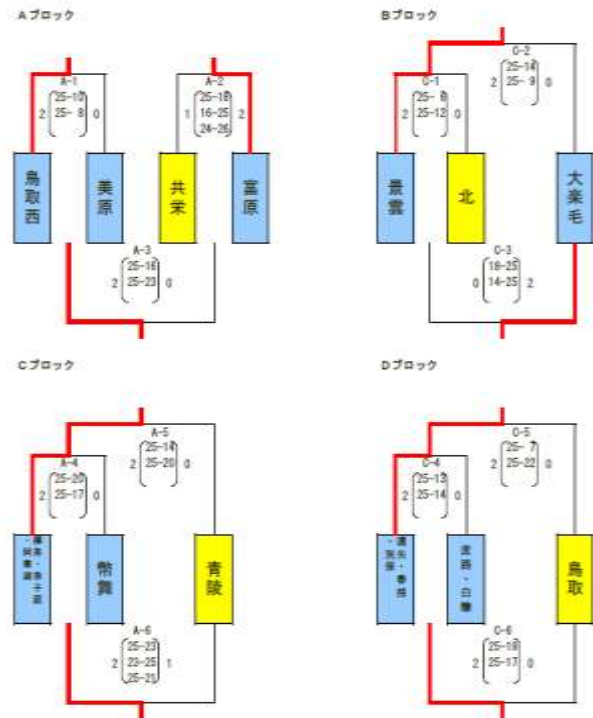 Aブロック
A-1
2 25-10 0
25- 8
A-2
1 25-18 2
16-25
24-26
鳥取西
美原
共栄
富原
A-3
2 25-16 0
25-23
Bブロック
C-2
2 25-14 0
25- 9
C-1
2 25- 6 0
25-12
景雲
北
大楽毛
C-3
0 18-25 2
14-25
Cブロック
A-5
2 25-14 0
25-20
A-4
2 25-20 0
25-17
幣舞
青陵
A-6
2 25-23 1
23-25
25-21
Dブロック
C-5
2 25- 7 0
25-22
C-4
2 25-13 0
25-14
鳥取
C-6
2 25-18 0
25-17